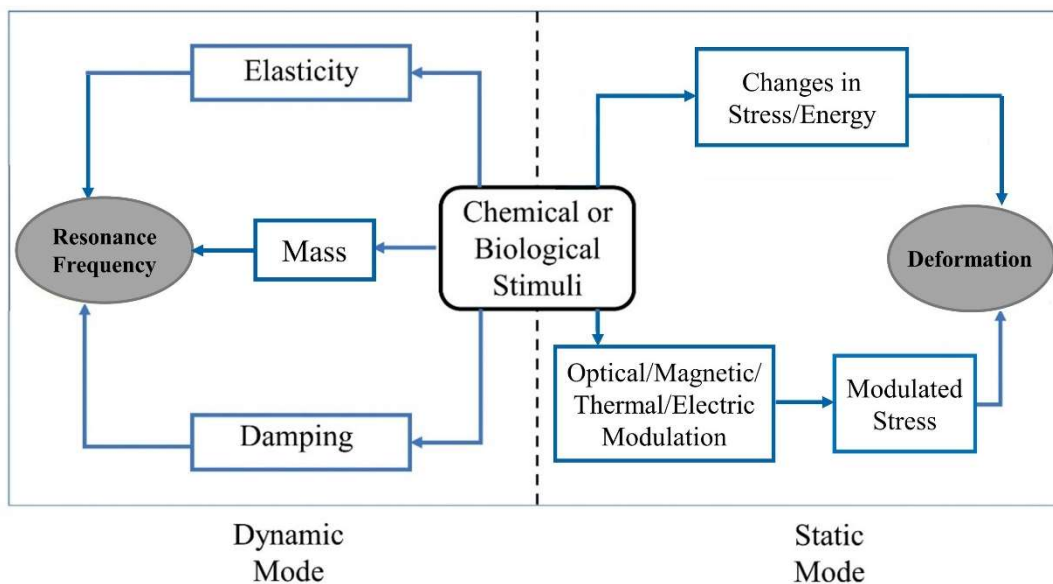 Elasticity
Resonance
Frequency
Mass
Damping
Chemical or
Biological
Stimuli
Changes in
Stress/Energy
Deformation
Optical/Magnetic/
Thermal/Electric
Modulation
Modulated
Stress
Dynamic
Mode
Static
Mode